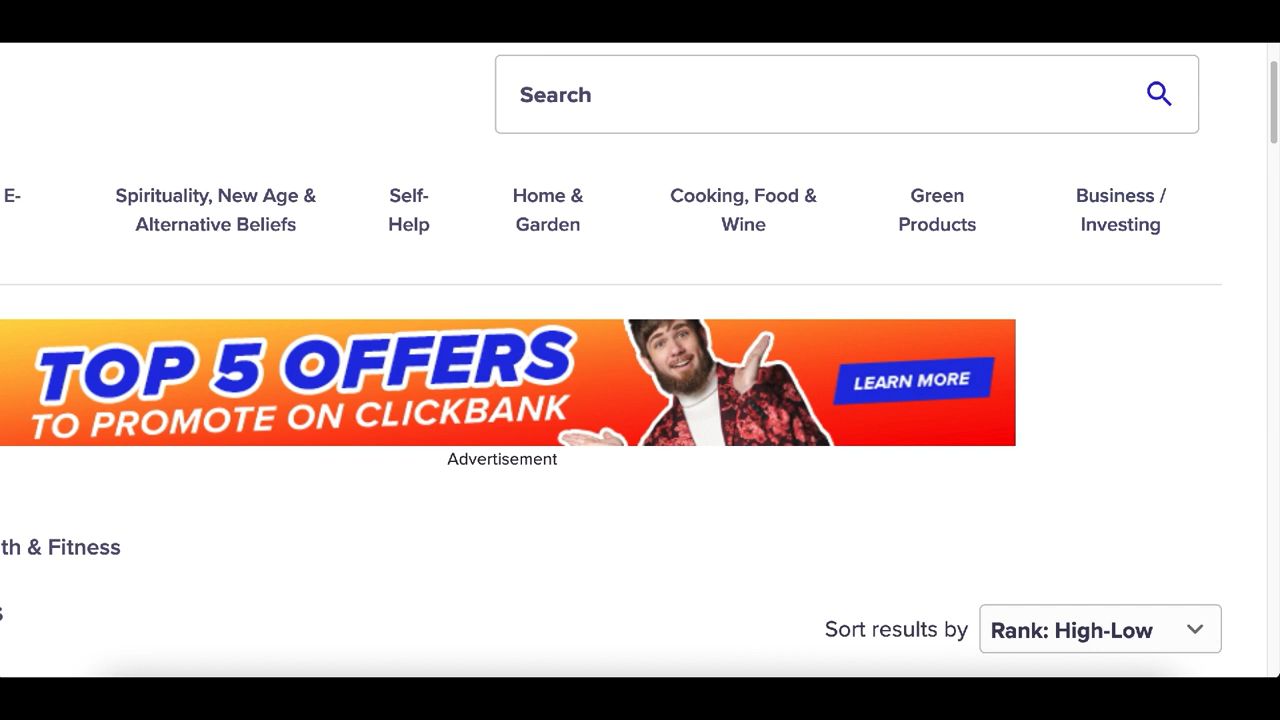 Search
E-
Spirituality, New Age &
Alternative Beliefs
Self-
Help
Home &
Garden
Cooking, Food &
Wine
Green
Products
Business /
Investing
TOP 5 OFFERS
TO PROMOTE ON CLICKBANK
LEARN MORE
Advertisement
th & Fitness
s
Sort results by
Rank: High-Low